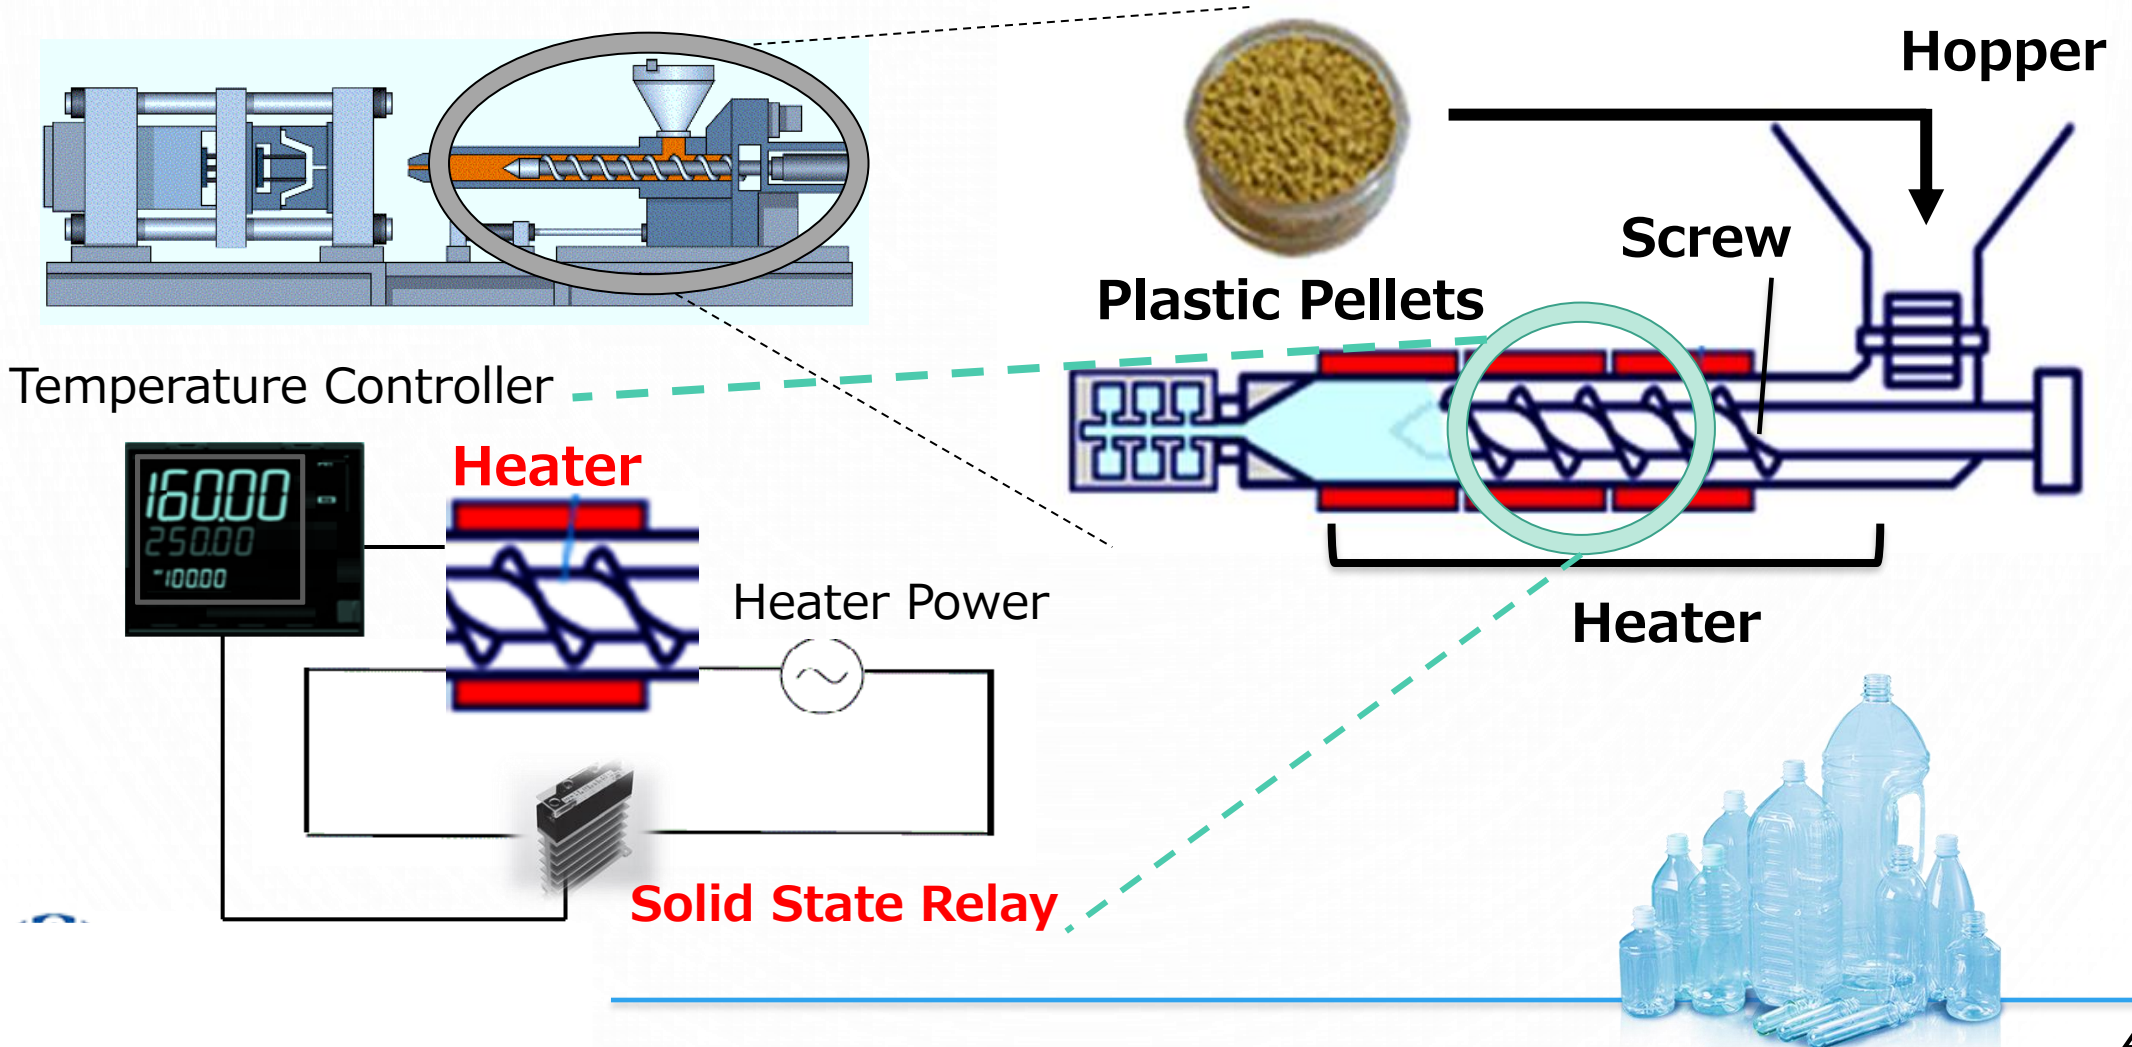 Hopper
Screw
Plastic Pellets
Temperature Controller
Heater
160.00
250.00
-100.00
Heater Power
Heater
Solid State Relay